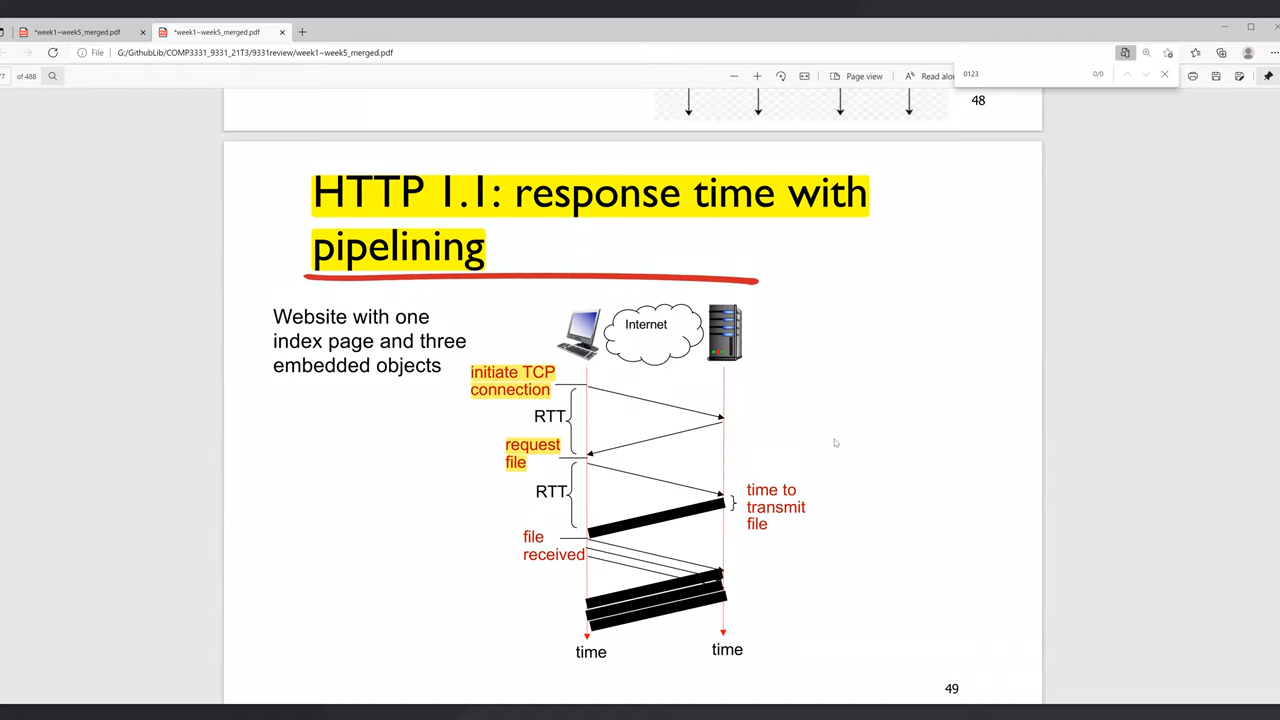 *week1~week5_merged.pdf
*week1~week5_merged.pdf
File G:/GithubLib/COMP3331_9331_21T3/9331review/week1~week5_merged.pdf
of 488
Page view
Read alou
0123
0/0
48
HTTP 1.1: response time with
pipelining
Website with one
index page and three
embedded objects
Internet
initiate TCP
connection
RTT
request
file
RTT
time to
transmit
file
file
received
time
time
49